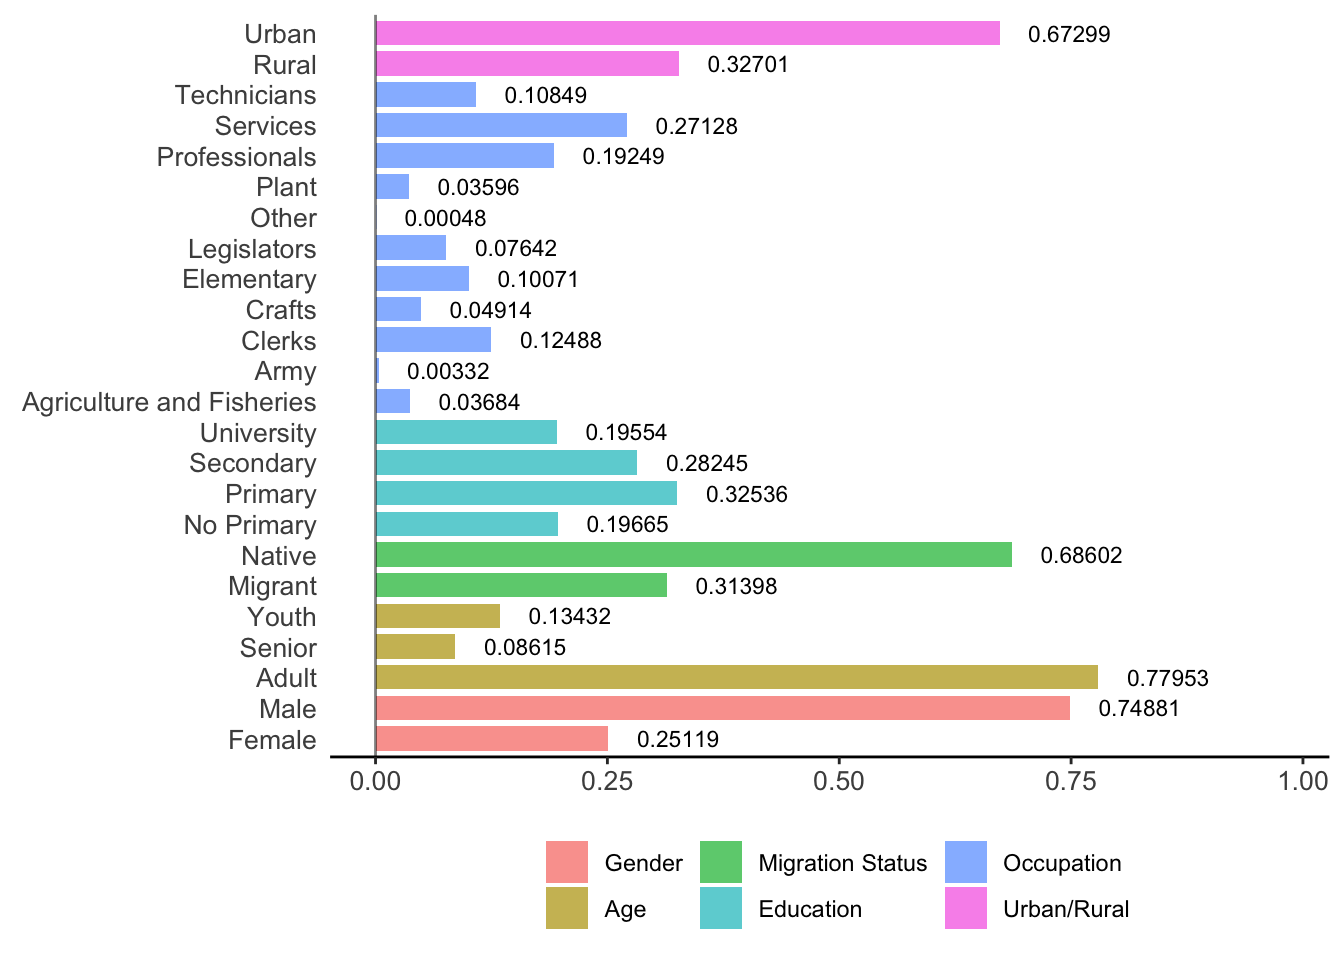 Urban 0.67299
Rural 0.32701
Technicians 0.10849
Services 0.27128
Professionals 0.19249
Plant 0.03596
Other 0.00048
Legislators 0.07642
Elementary 0.10071
Crafts 0.04914
Clerks 0.12488
Army 0.00332
Agriculture and Fisheries 0.03684
University 0.19554
Secondary 0.28245
Primary 0.32536
No Primary 0.19665
Native 0.68602
Migrant 0.31398
Youth 0.13432
Senior 0.08615
Adult 0.77953
Male 0.74881
Female 0.25119
0.00 0.25 0.50 0.75 1.00
Gender Migration Status Occupation
Age Education Urban/Rural